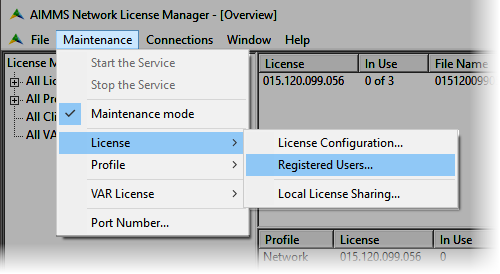 AIMMS Network License Manager - [Overview]
File Maintenance Connections Window Help
License M
All Lic
All Pro
All Cli
All VA
Start the Service
Stop the Service
Maintenance mode
License
Profile
VAR License
Port Number...
License Configuration...
Registered Users...
Local License Sharing...
License In Use File Name
015.120.099.056 0 of 3 0151200990
Profile License In Use
Network 015.120.099.056 0